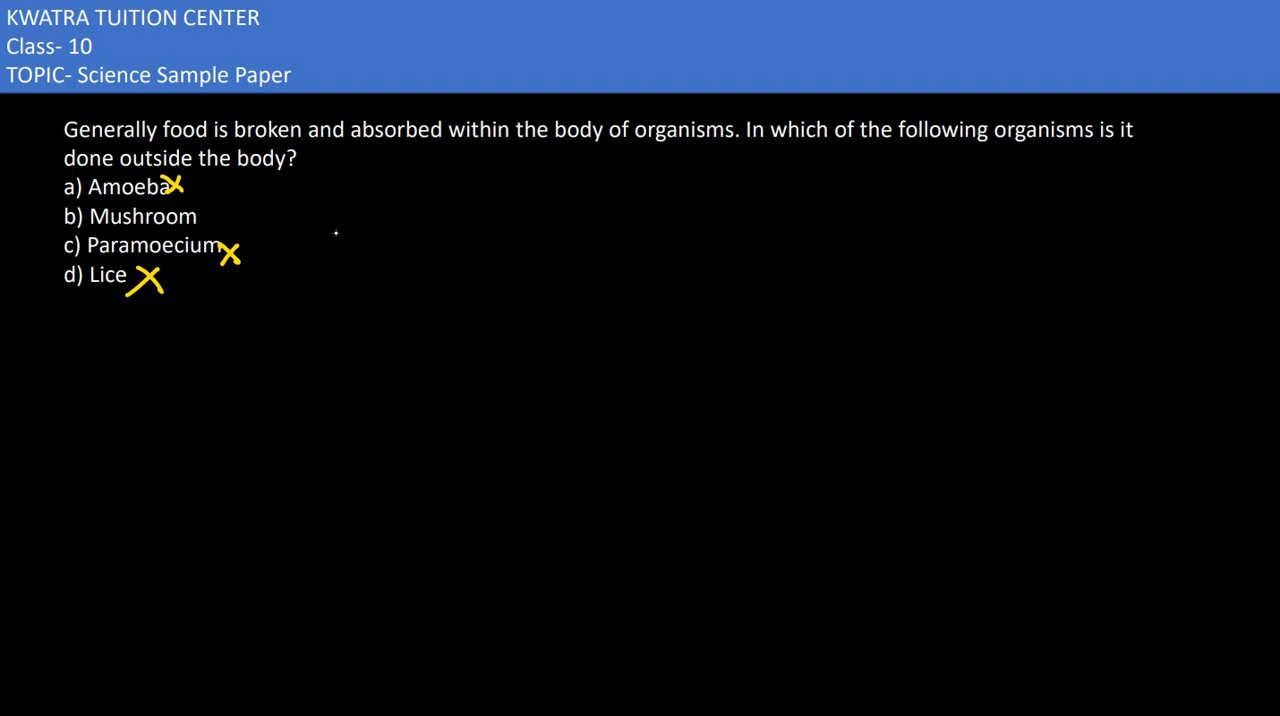 KWATRA TUITION CENTER
Class- 10
TOPIC- Science Sample Paper
Generally food is broken and absorbed within the body of organisms. In which of the following organisms is it
done outside the body?
a) Amoeba
b) Mushroom
c) Paramoecium
d) Lice